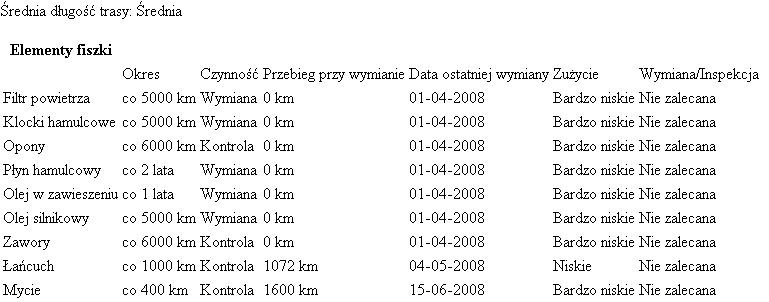 Średnia długość trasy: Średnia
Elementy fiszki
Okres Czynność Przebieg przy wymianie Data ostatniej wymiany Zużycie Wymiana/Inspekcja
Filtr powietrza co 5000 km Wymiana 0 km 01-04-2008 Bardzo niskie Nie zalecana
Klocki hamulcowe co 5000 km Wymiana 0 km 01-04-2008 Bardzo niskie Nie zalecana
Opony co 6000 km Kontrola 0 km 01-04-2008 Bardzo niskie Nie zalecana
Płyn hamulcowy co 2 lata Wymiana 0 km 01-04-2008 Bardzo niskie Nie zalecana
Olej w zawieszeniu co 1 lata Wymiana 0 km 01-04-2008 Bardzo niskie Nie zalecana
Olej silnikowy co 5000 km Wymiana 0 km 01-04-2008 Bardzo niskie Nie zalecana
Zawory co 6000 km Kontrola 0 km 01-04-2008 Bardzo niskie Nie zalecana
Łańcuch co 1000 km Kontrola 1072 km 04-05-2008 Niskie Nie zalecana
Mycie co 400 km Kontrola 1600 km 15-06-2008 Bardzo niskie Nie zalecana